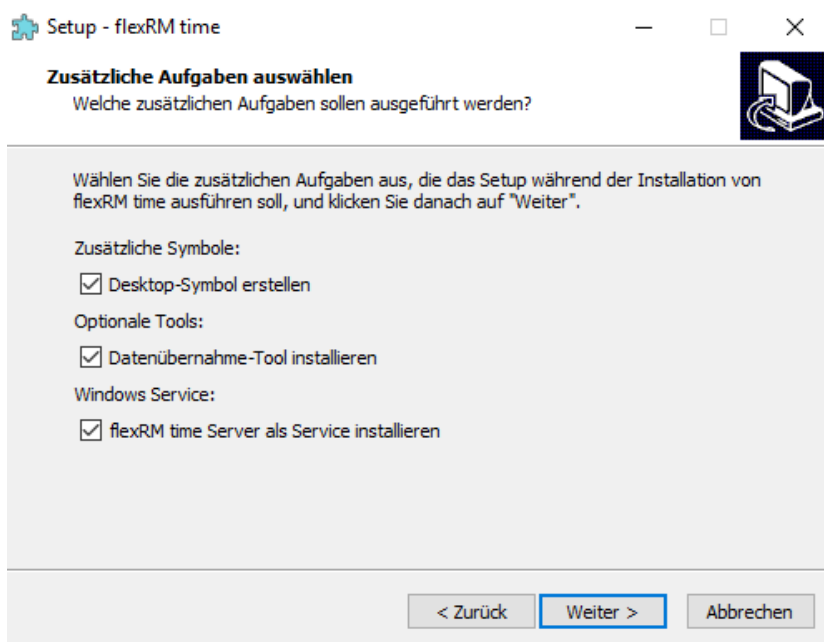 Setup - flexRM time
Zusätzliche Aufgaben auswählen
Welche zusätzlichen Aufgaben sollen ausgeführt werden?
Wählen Sie die zusätzlichen Aufgaben aus, die das Setup während der Installation von
flexRM time ausführen soll, und klicken Sie danach auf "Weiter".
Zusätzliche Symbole:
Desktop-Symbol erstellen
Optionale Tools:
Datenübernahme-Tool installieren
Windows Service:
flexRM time Server als Service installieren
< Zurück
Weiter >
Abbrechen